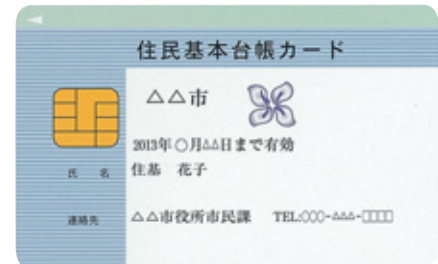 住民基本台帳カード
△△市
2013年○月△△日まで有効
氏 名 住基 花子
連絡先 △△市役所市民課 TEL:○○○-△△△-□□□□